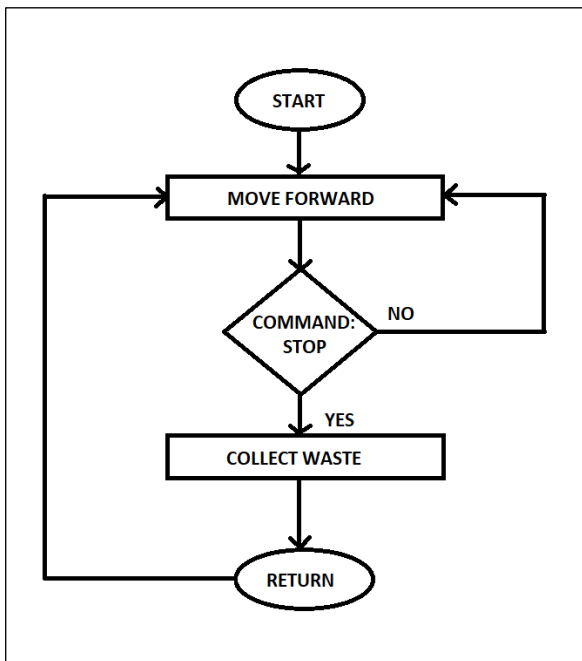 START
MOVE FORWARD
COMMAND:
STOP
NO
YES
COLLECT WASTE
RETURN